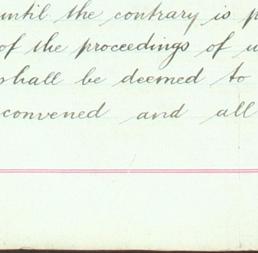 until the contrary is
of the proceedings of
shall be deemed to
convened and all